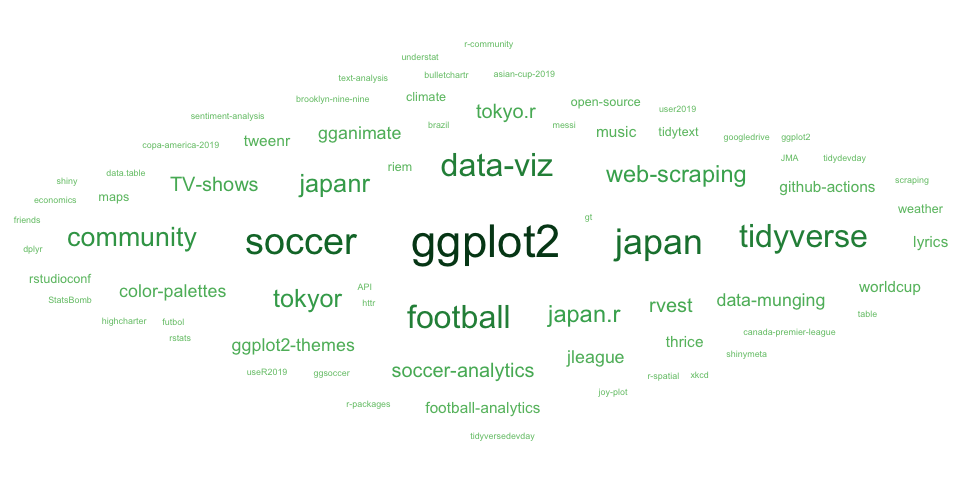 r-community
understat
text-analysis
bulletchartr
asian-cup-2019
brooklyn-nine-nine
climate
open-source
tokyo.r
user2019
sentiment-analysis
brazil
messi
gganimate
music
tidytext
tweenr
googledrive
ggplot2
copa-america-2019
JMA
tidydevday
riem
data-viz
data.table
web-scraping
shiny
TV-shows
japanr
github-actions
scraping
economics
maps
weather
friends
gt
community
soccer
ggplot2
japan
tidyverse
lyrics
dplyr
rstudioconf
API
worldcup
color-palettes
tokyor
httr
StatsBomb
rvest
data-munging
football
japan.r
table
highcharter
futbol
rstats
canada-premier-league
ggplot2-themes
thrice
jleague
shinymeta
useR2019
ggsoccer
soccer-analytics
r-spatial
xkcd
joy-plot
r-packages
football-analytics
tidyversedevday